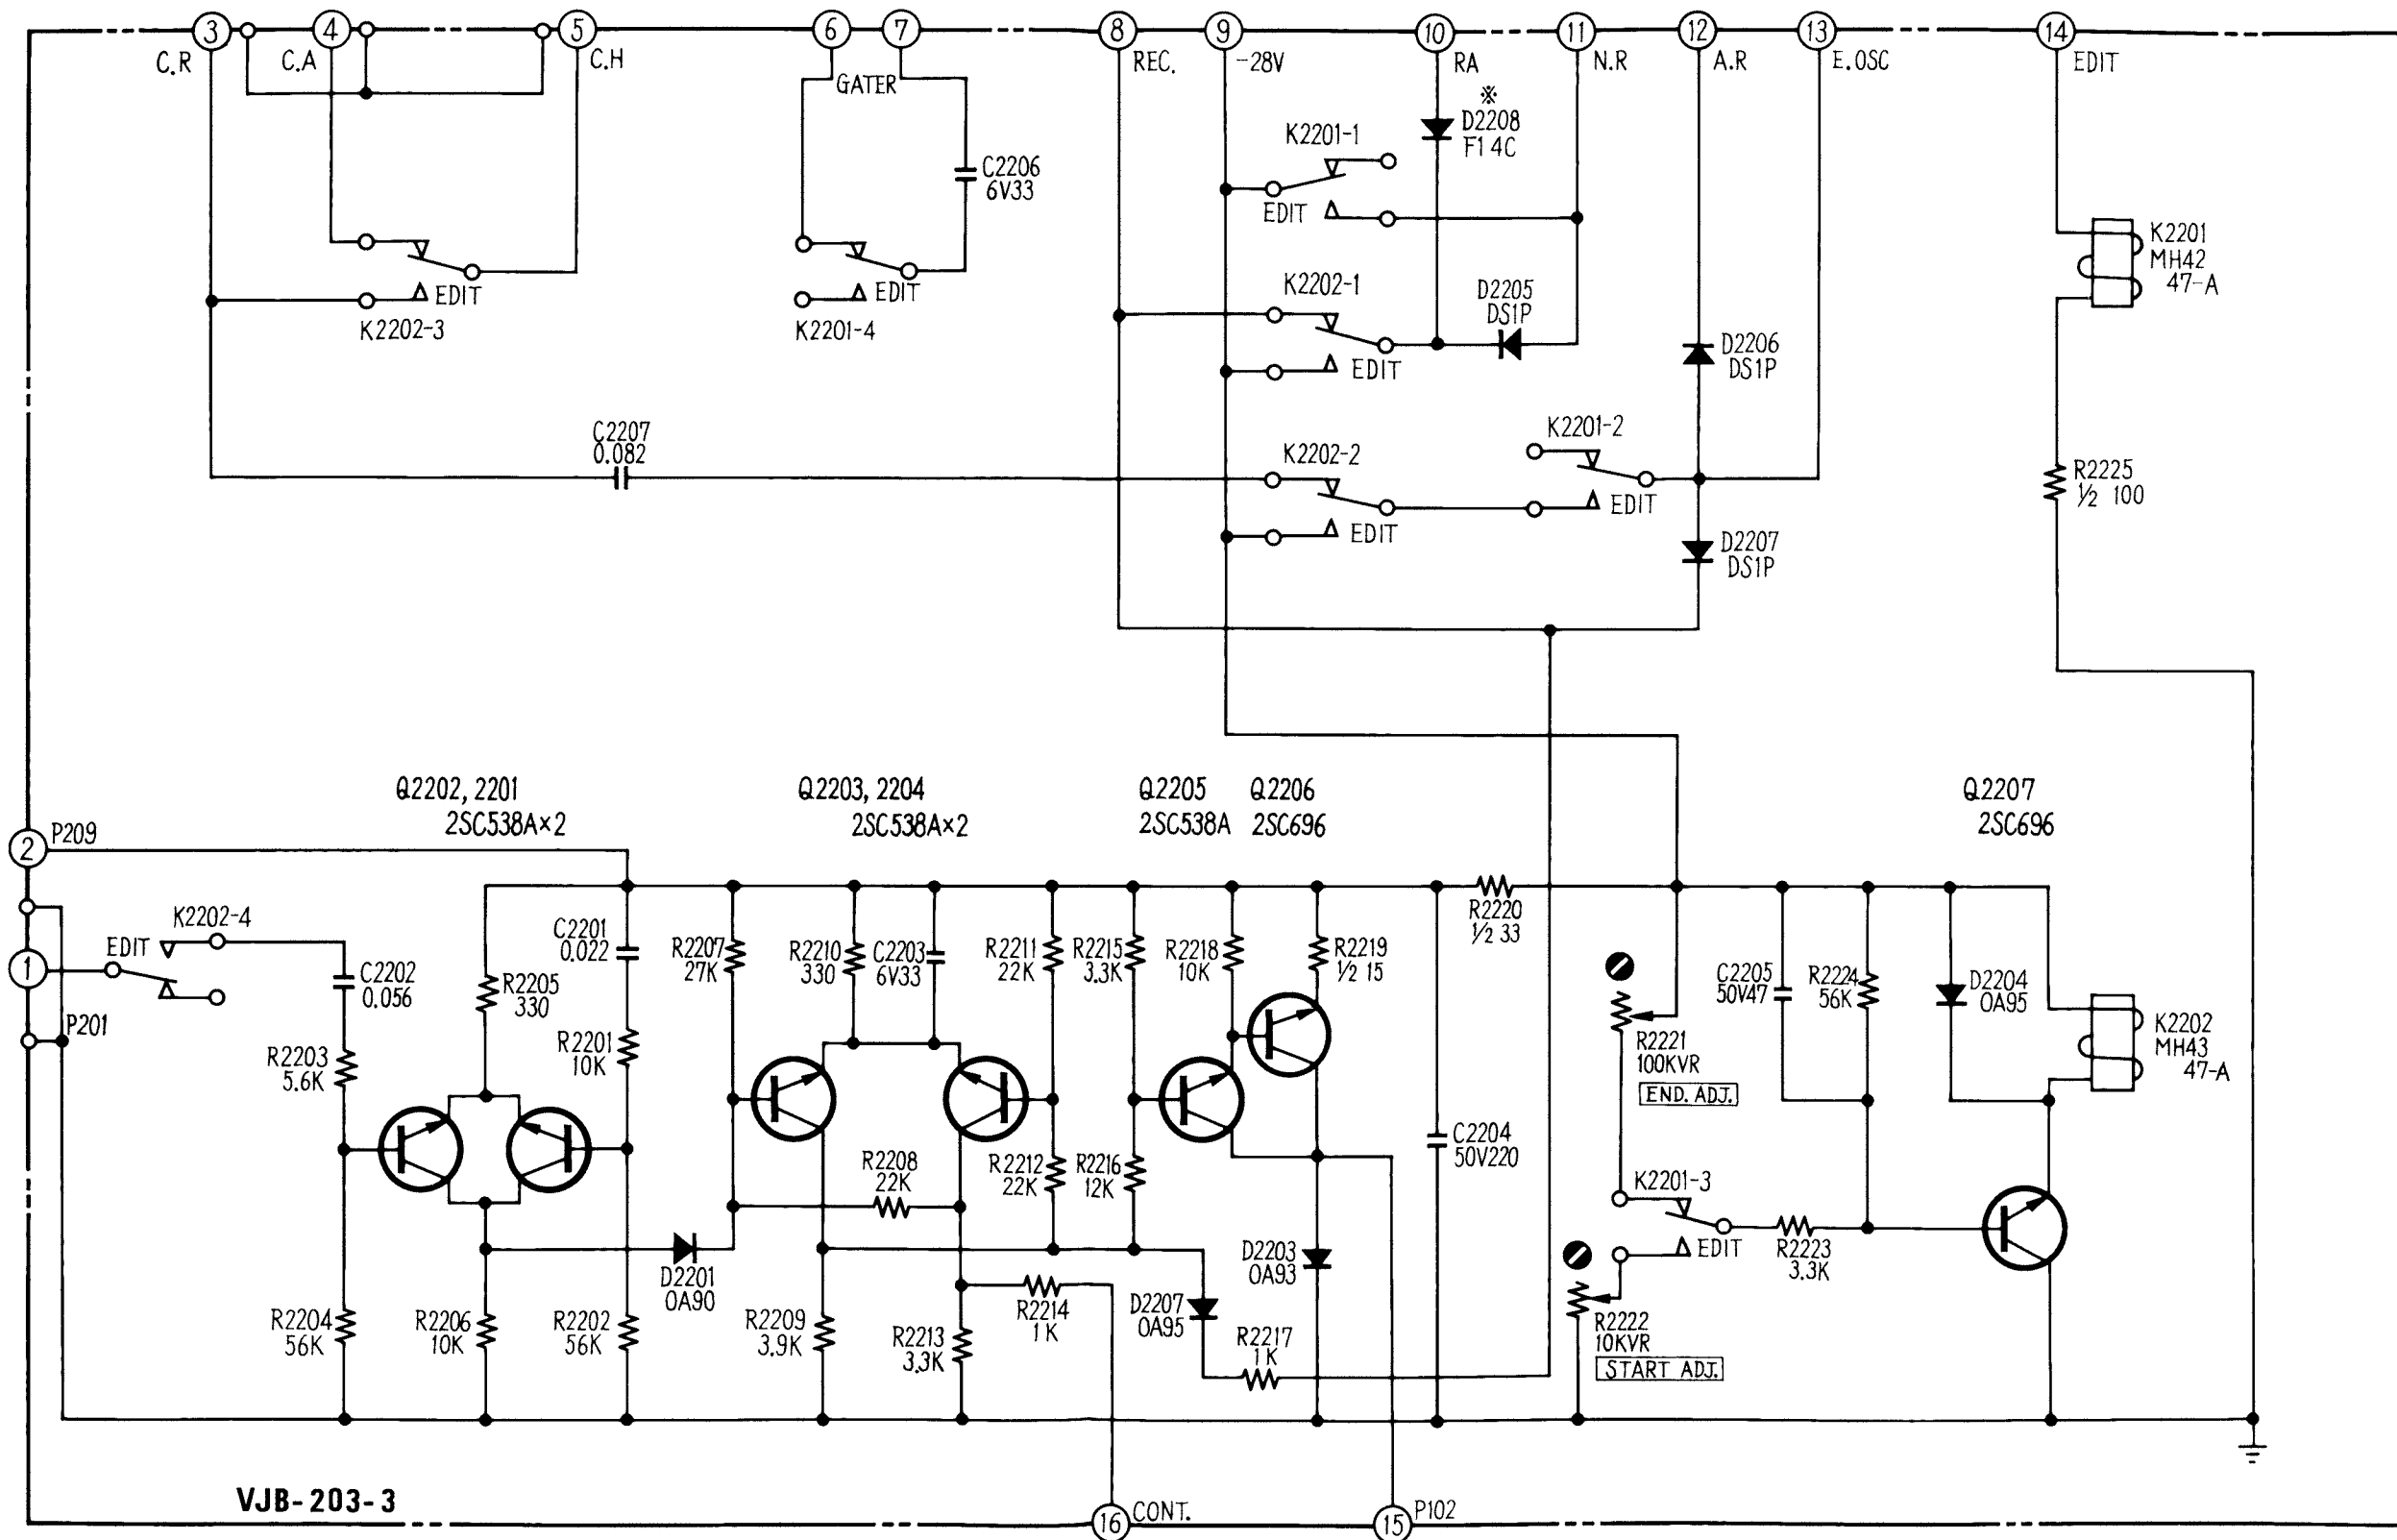 3
4
5
6
7
8
9
10
11
12
13
14
C.R
C.A
C.H
GATER
REC.
-28V
RA
N.R
A.R
E.OSC
EDIT
※
D2208
F14C
K2201-1
EDIT
C2206
6V33
K2201
MH42
47-A
EDIT
K2202-3
EDIT
K2201-4
K2202-1
EDIT
D2205
DS1P
D2206
DS1P
C2207
0.082
K2202-2
EDIT
K2201-2
EDIT
R2225
½ 100
D2207
DS1P
Q2202, 2201
2SC538A×2
Q2203, 2204
2SC538A×2
Q2205
2SC538A
Q2206
2SC696
Q2207
2SC696
2
P209
K2202-4
EDIT
1
P201
C2202
0.056
R2205
330
C2201
0.022
R2207
27K
R2210
330
C2203
6V33
R2211
22K
R2215
3.3K
R2218
10K
R2219
½ 15
R2220
½ 33
C2205
50V47
R2224
56K
D2204
OA95
K2202
MH43
47-A
R2203
5.6K
R2201
10K
R2221
100KVR
END. ADJ.
R2208
22K
R2212
22K
R2216
12K
C2204
50V220
K2201-3
EDIT
R2223
3.3K
D2201
OA90
D2203
OA93
R2204
56K
R2206
10K
R2202
56K
R2209
3.9K
R2213
3.3K
R2214
1K
D2207
OA95
R2217
1K
R2222
10KVR
START ADJ.
VJB-203-3
16
CONT.
15
P102